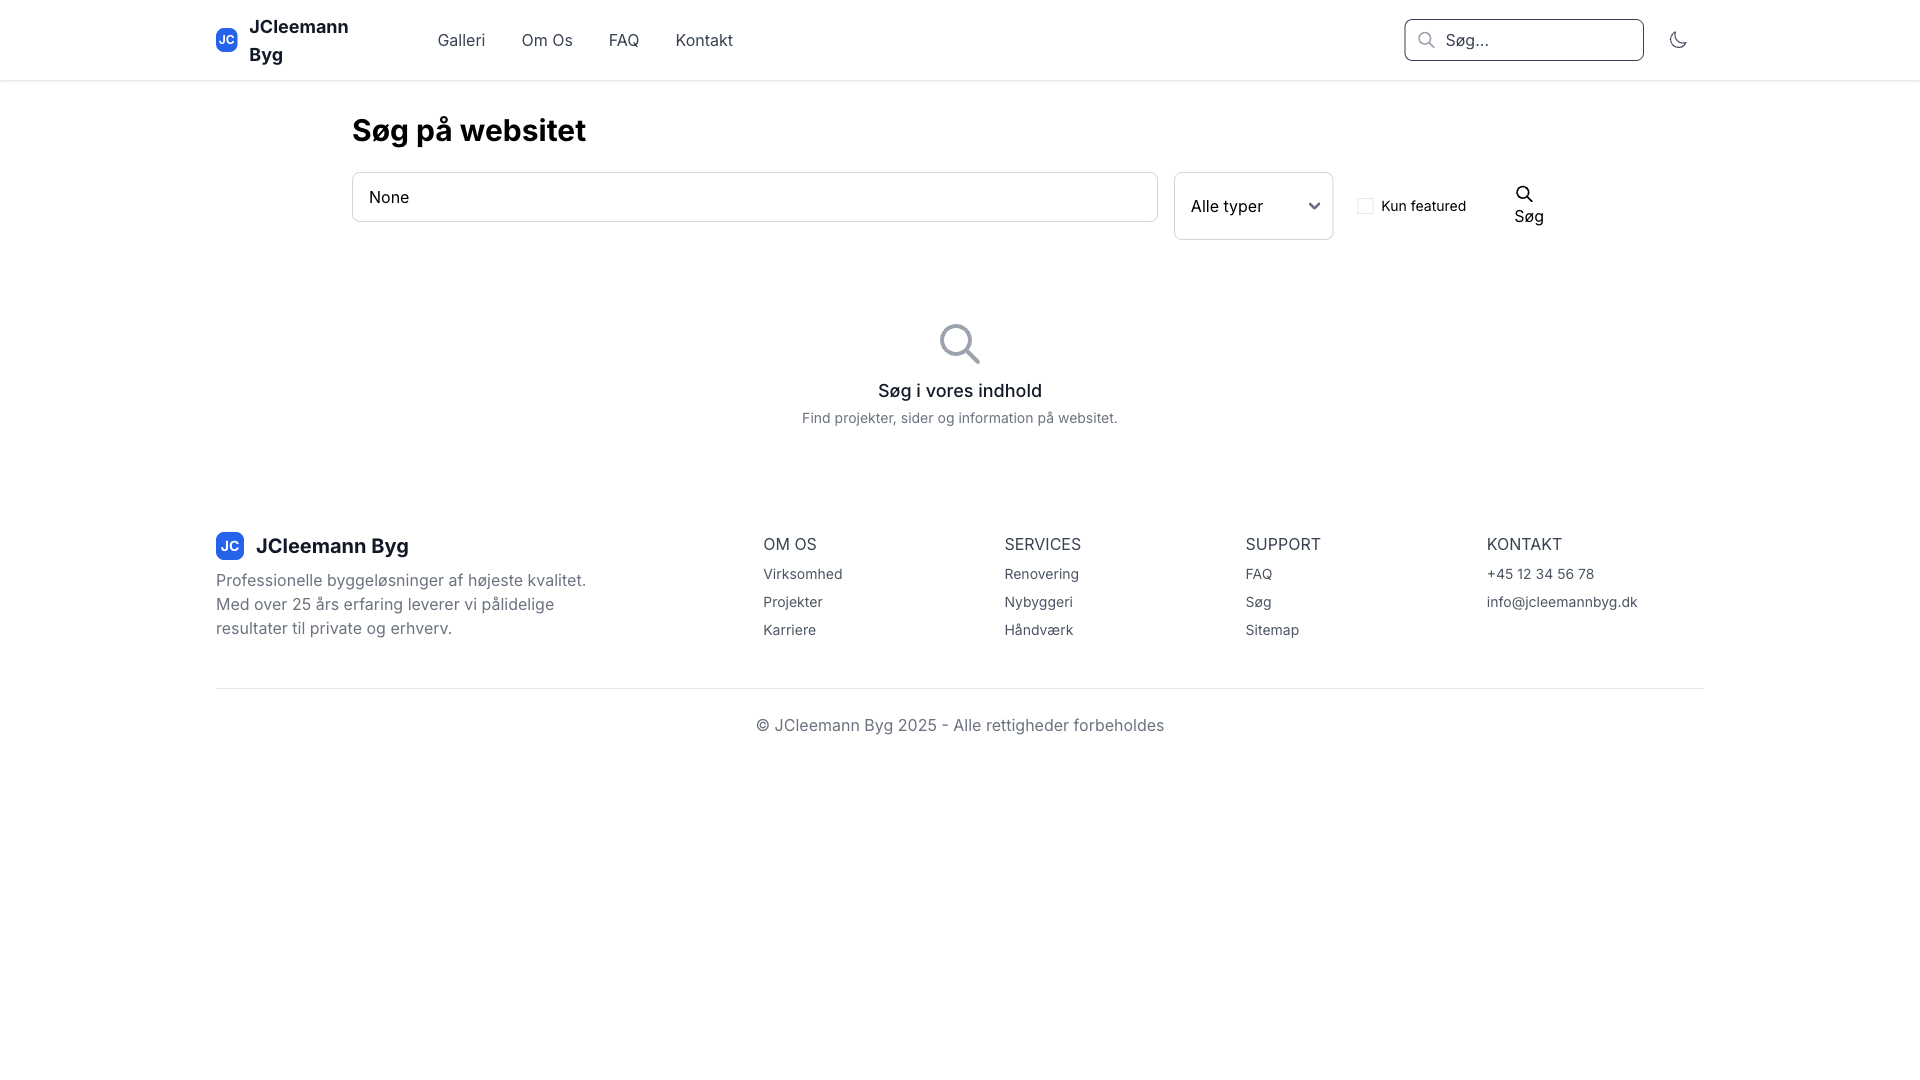 JC
JCleemann
Byg
Galleri
Om Os
FAQ
Kontakt
Søg...
Søg på websitet
None
Alle typer
Kun featured
Søg
Søg i vores indhold
Find projekter, sider og information på websitet.
JC
JCleemann Byg
Professionelle byggeløsninger af højeste kvalitet.
Med over 25 års erfaring leverer vi pålidelige
resultater til private og erhverv.
OM OS
Virksomhed
Projekter
Karriere
SERVICES
Renovering
Nybyggeri
Håndværk
SUPPORT
FAQ
Søg
Sitemap
KONTAKT
+45 12 34 56 78
info@jcleemannbyg.dk
© JCleemann Byg 2025 - Alle rettigheder forbeholdes